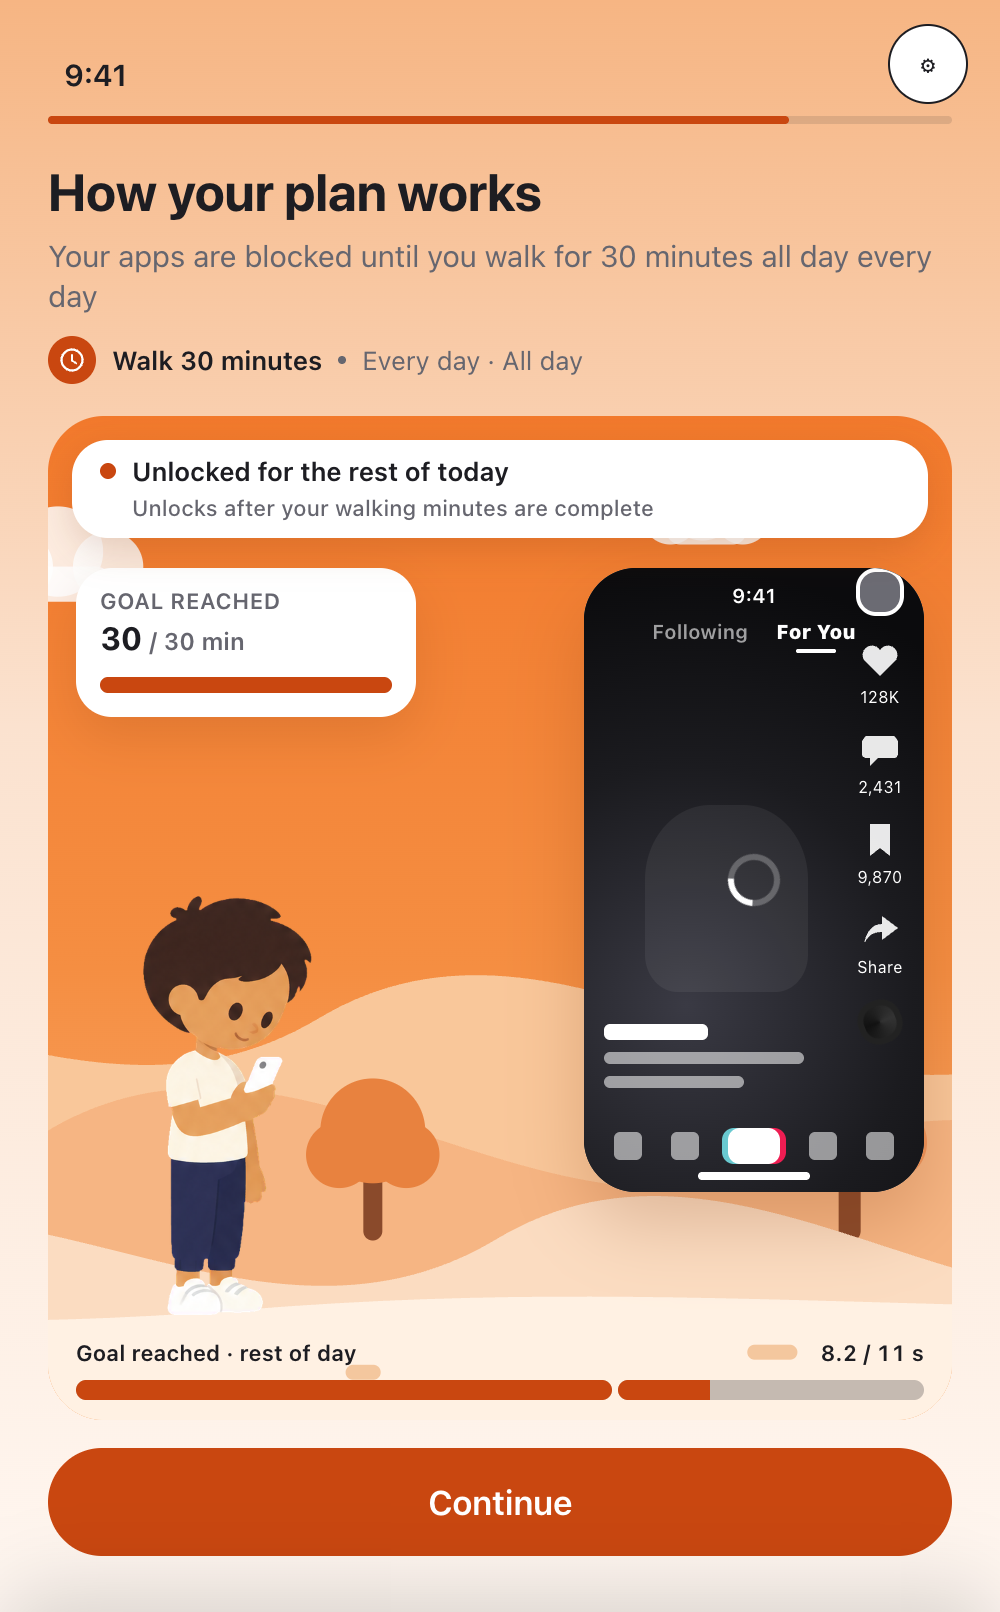 9:41
How your plan works
Your apps are blocked until you walk for 30 minutes all day every
day
Walk 30 minutes • Every day · All day
Unlocked for the rest of today
Unlocks after your walking minutes are complete
GOAL REACHED
30 / 30 min
9:41
Following For You
128K
2,431
9,870
Share
Goal reached · rest of day
8.2 / 11 s
Continue